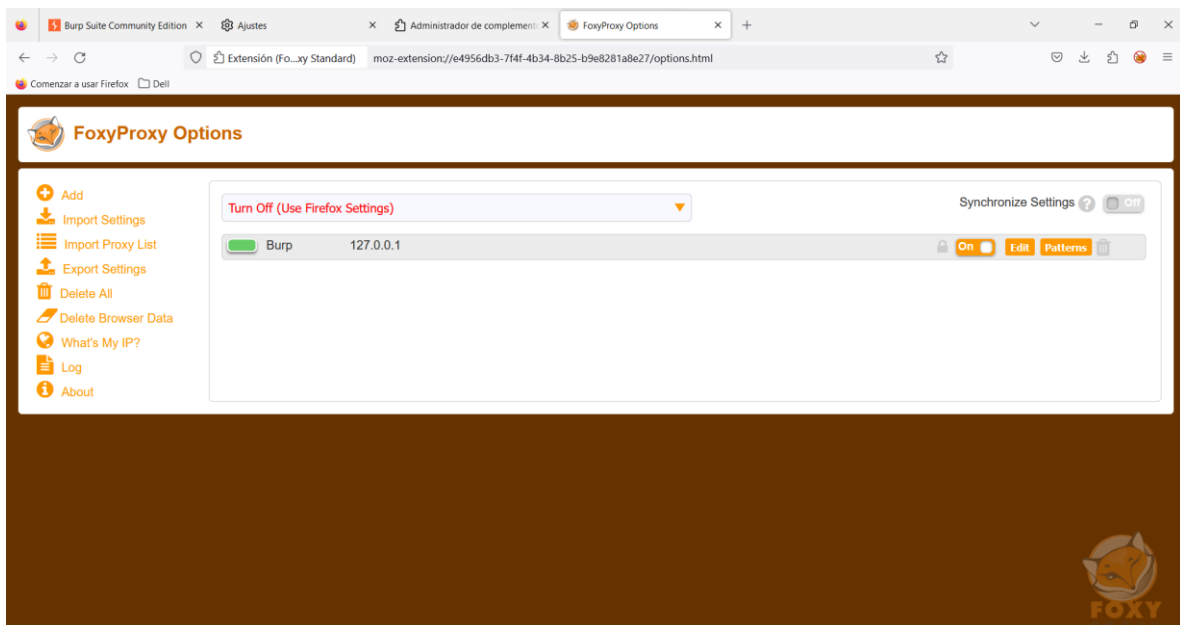 Burp Suite Community Edition
Ajustes
Administrador de complemento
FoxyProxy Options
Extensión (Fo...xy Standard)
moz-extension://e4956db3-7f4f-4b34-8b25-b9e8281a8e27/options.html
Comenzar a usar Firefox
Dell
FoxyProxy Options
Add
Import Settings
Import Proxy List
Export Settings
Delete All
Delete Browser Data
What's My IP?
Log
About
Turn Off (Use Firefox Settings)
Synchronize Settings ? Off
Burp 127.0.0.1 On Edit Patterns
FOXY